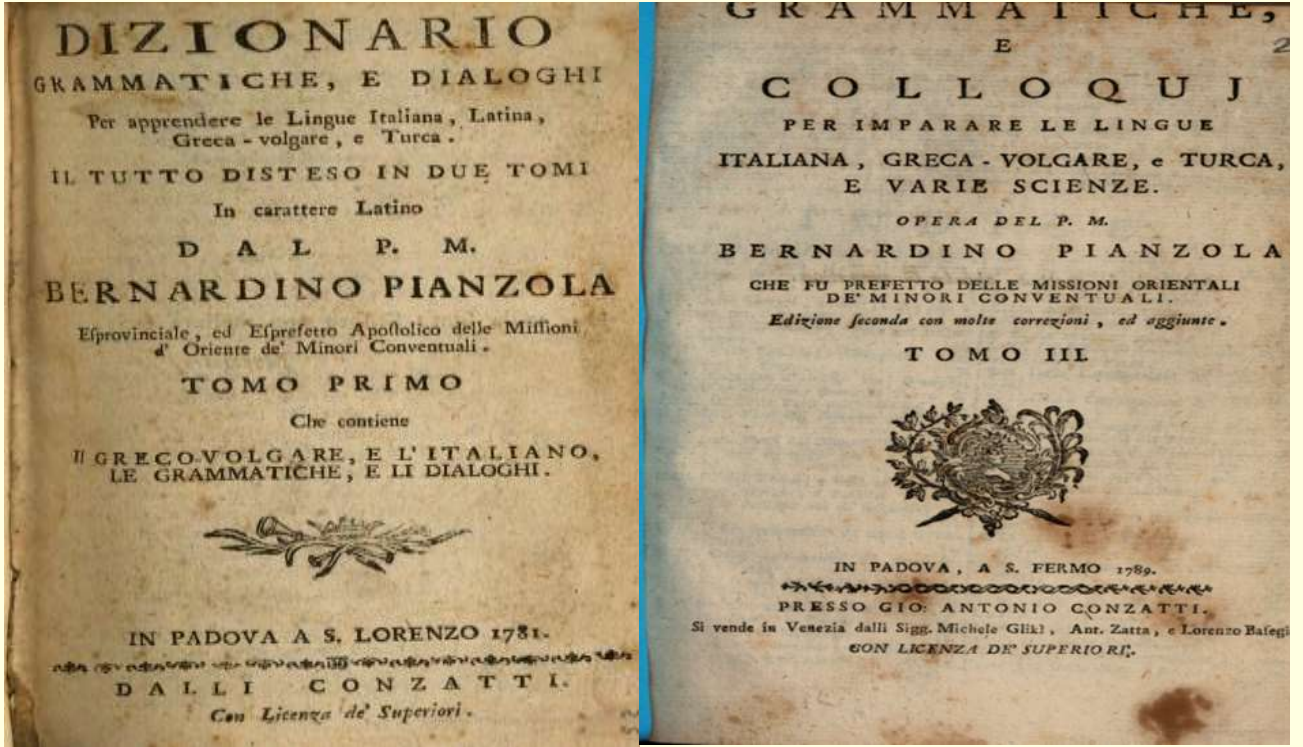 DIZIONARIO
GRAMMATICHE, E DIALOGHI
Per apprendere le Lingue Italiana, Latina,
Greca-volgare, e Turca.
IL TUTTO DISTESO IN DUE TOMI
In carattere Latino
DAL P. M.
BERNARDINO PIANZOLA
Eſprovinciale, ed Eſprefetto Apoſtolico delle Miſſioni
d' Oriente de' Minori Conventuali.
TOMO PRIMO
Che contiene
Il GRECO-VOLGARE, E L'ITALIANO,
LE GRAMMATICHE, E LI DIALOGHI.
IN PADOVA A S. LORENZO 1781.
DALLI CONZATTI.
Con Licenza de' Superiori.
GRAMMATICHE,
E
2
COLLOQUJ
PER IMPARARE LE LINGUE
ITALIANA, GRECA-VOLGARE, e TURCA,
E VARIE SCIENZE.
OPERA DEL P. M.
BERNARDINO PIANZOLA
CHE FU PREFETTO DELLE MISSIONI ORIENTALI
DE' MINORI CONVENTUALI.
Edizione ſeconda con molte correzioni, ed aggiunte.
TOMO III.
IN PADOVA, A S. FERMO 1789.
PRESSO GIO: ANTONIO CONZATTI.
Si vende in Venezia dalli Sigg. Michele Glikì, Ant. Zatta, e Lorenzo Baſegi
CON LICENZA DE' SUPERIORI.